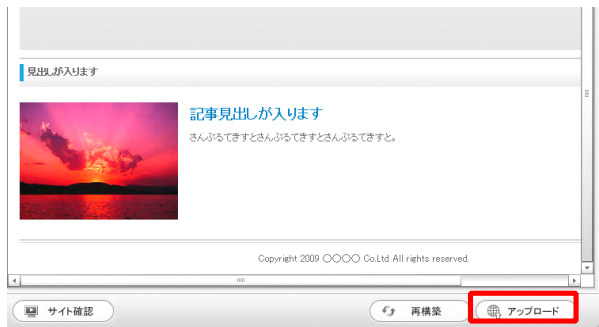 見出しが入ります
記事見出しが入ります
さんぷるてきすとさんぷるてきすとさんぷるてきすと。
Copyright 2009 〇〇〇〇 Co.Ltd All rights reserved.
サイト確認 再構築 アップロード